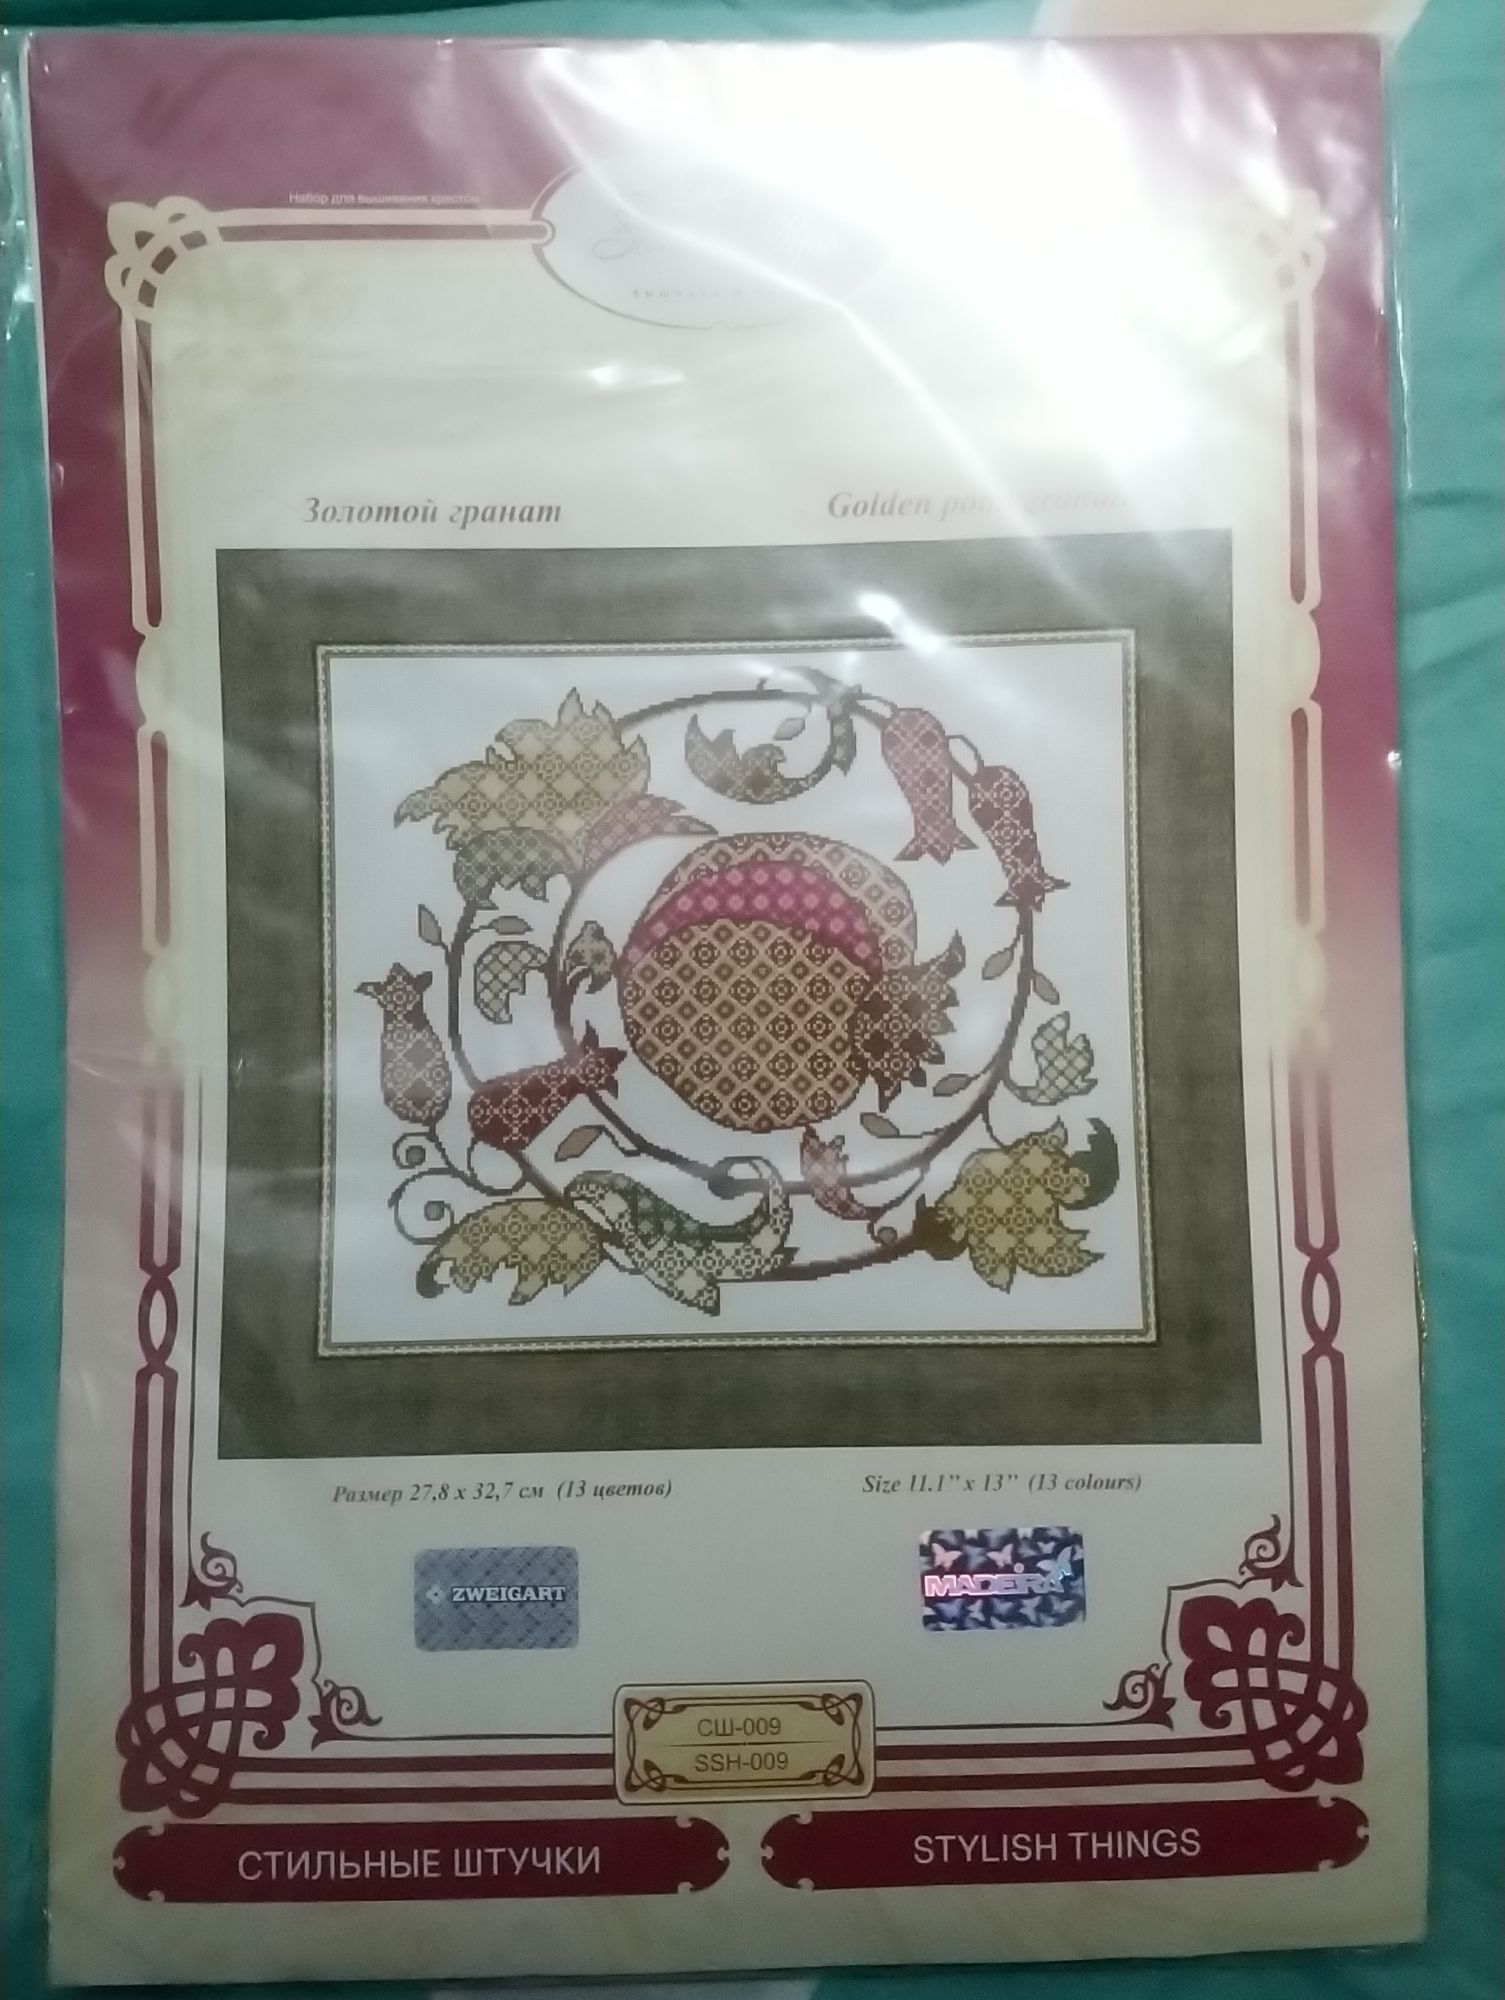 Набор для вышивания крестом
Золотой гранат
Golden
Размер 27,8 х 32,7 см (13 цветов)
Size 11.1’’ x 13’’ (13 colours)
ZWEIGART
MADEIRA
СШ-009
SSH-009
СТИЛЬНЫЕ ШТУЧКИ
STYLISH THINGS